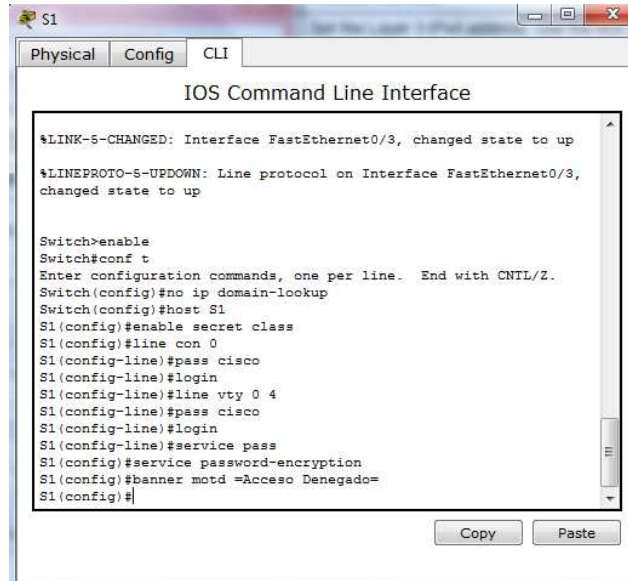 S1
Physical Config CLI
IOS Command Line Interface
%LINK-5-CHANGED: Interface FastEthernet0/3, changed state to up
%LINEPROTO-5-UPDOWN: Line protocol on Interface FastEthernet0/3,
changed state to up
Switch>enable
Switch#conf t
Enter configuration commands, one per line.  End with CNTL/Z.
Switch(config)#no ip domain-lookup
Switch(config)#host S1
S1(config)#enable secret class
S1(config)#line con 0
S1(config-line)#pass cisco
S1(config-line)#login
S1(config-line)#line vty 0 4
S1(config-line)#pass cisco
S1(config-line)#login
S1(config-line)#service pass
S1(config-line)#service password-encryption
S1(config)#banner motd =Acceso Denegado=
S1(config)#
Copy Paste